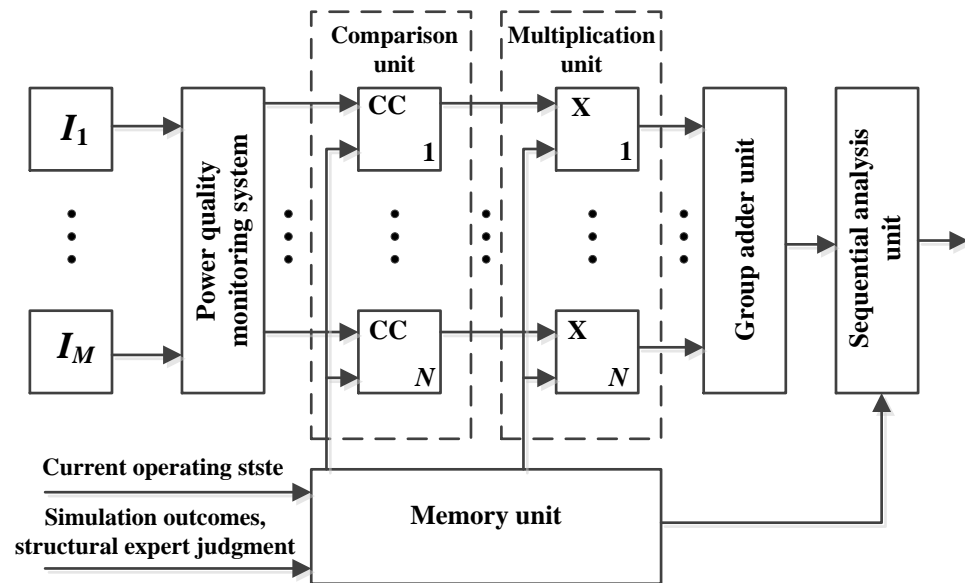 Comparison
unit
Multiplication
unit
I1
IM
Power quality
monitoring system
CC
1
CC
N
X
1
X
N
Group adder unit
Sequential analysis
unit
Current operating stste
Simulation outcomes,
structural expert judgment
Memory unit